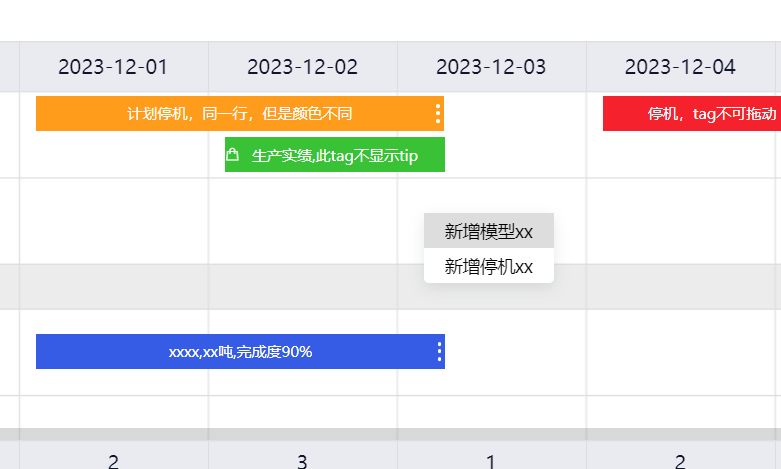 2023-12-01 2023-12-02 2023-12-03 2023-12-04
计划停机，同一行，但是颜色不同 停机，tag不可拖动
生产实绩,此tag不显示tip
新增模型xx
新增停机xx
xxxx,xx吨,完成度90%
2 3 1 2